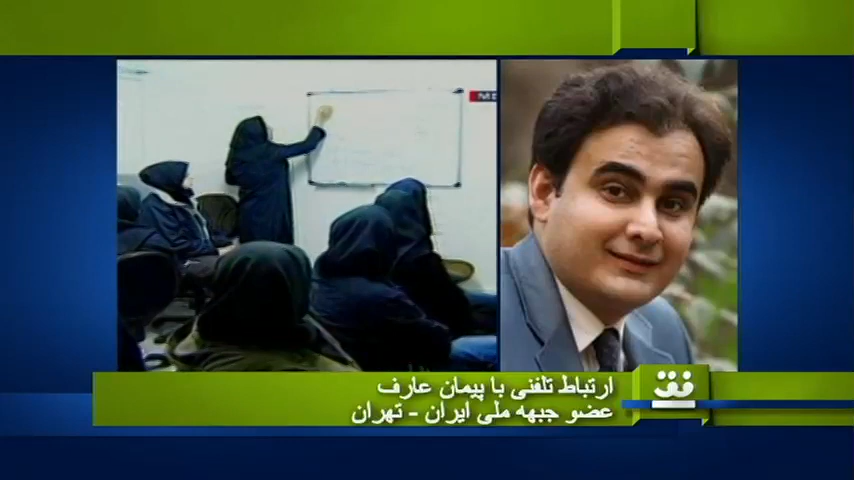 ارتباط تلفنی با پیمان عارف
عضو جبهه ملی ایران - تهران